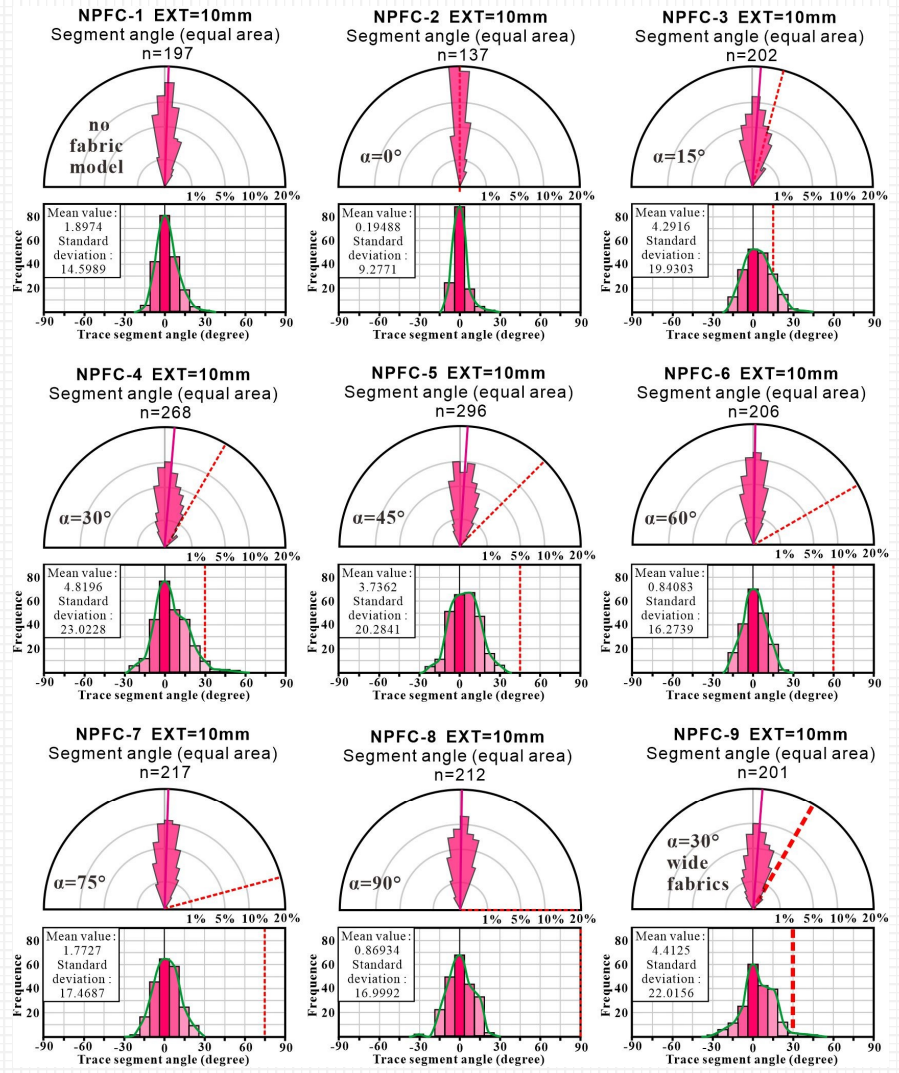 NPFC-1 EXT=10mm
Segment angle (equal area)
n=197
no
fabric
model
1% 5% 10% 20%
Mean value:
1.8974
Standard
deviation :
14.5989
Frequence
80
60
40
20
-90 -60 -30 0 30 60 90
Trace segment angle (degree)
NPFC-2 EXT=10mm
Segment angle (equal area)
n=137
α=0°
1% 5% 10% 20%
Mean value:
0.19488
Standard
deviation :
9.2771
Frequence
80
60
40
20
-90 -60 -30 0 30 60 90
Trace segment angle (degree)
NPFC-3 EXT=10mm
Segment angle (equal area)
n=202
α=15°
1% 5% 10% 20%
Mean value:
4.2916
Standard
deviation :
19.9303
Frequence
80
60
40
20
-90 -60 -30 0 30 60 90
Trace segment angle (degree)
NPFC-4 EXT=10mm
Segment angle (equal area)
n=268
α=30°
1% 5% 10% 20%
Mean value:
4.8196
Standard
deviation :
23.0228
Frequence
80
60
40
20
-90 -60 -30 0 30 60 90
Trace segment angle (degree)
NPFC-5 EXT=10mm
Segment angle (equal area)
n=296
α=45°
1% 5% 10% 20%
Mean value:
3.7362
Standard
deviation :
20.2841
Frequence
80
60
40
20
-90 -60 -30 0 30 60 90
Trace segment angle (degree)
NPFC-6 EXT=10mm
Segment angle (equal area)
n=206
α=60°
1% 5% 10% 20%
Mean value:
0.84083
Standard
deviation :
16.2739
Frequence
80
60
40
20
-90 -60 -30 0 30 60 90
Trace segment angle (degree)
NPFC-7 EXT=10mm
Segment angle (equal area)
n=217
α=75°
1% 5% 10% 20%
Mean value:
1.7727
Standard
deviation :
17.4687
Frequence
80
60
40
20
-90 -60 -30 0 30 60 90
Trace segment angle (degree)
NPFC-8 EXT=10mm
Segment angle (equal area)
n=212
α=90°
1% 5% 10% 20%
Mean value:
0.86934
Standard
deviation :
16.9992
Frequence
80
60
40
20
-90 -60 -30 0 30 60 90
Trace segment angle (degree)
NPFC-9 EXT=10mm
Segment angle (equal area)
n=201
α=30°
wide
fabrics
1% 5% 10% 20%
Mean value:
4.4125
Standard
deviation :
22.0156
Frequence
80
60
40
20
-90 -60 -30 0 30 60 90
Trace segment angle (degree)